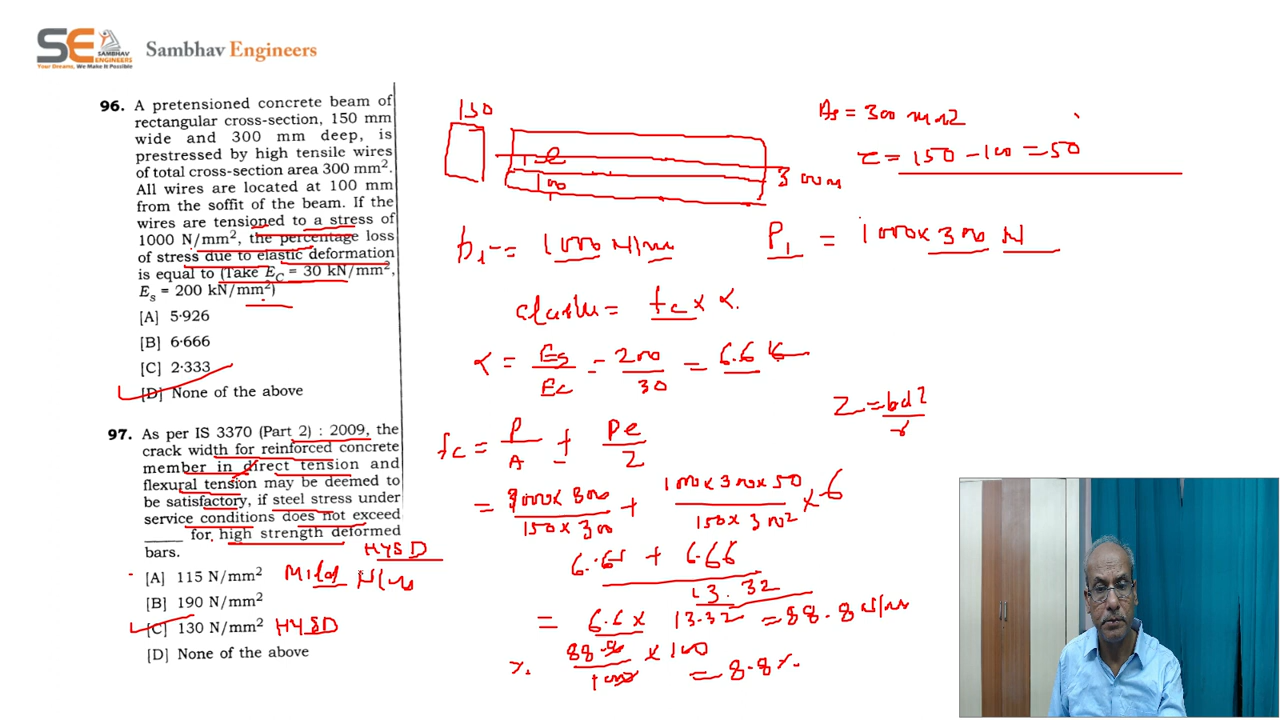 SE
SAMBHAV
ENGINEERS
Your Dreams, We Make It Possible
Sambhav Engineers
96. A pretensioned concrete beam of
rectangular cross-section, 150 mm
wide and 300 mm deep, is
prestressed by high tensile wires
of total cross-section area 300 mm².
All wires are located at 100 mm
from the soffit of the beam. If the
wires are tensioned to a stress of
1000 N/mm², the percentage loss
of stress due to elastic deformation
is equal to (Take E_C = 30 kN/mm²,
E_s = 200 kN/mm²)
[A] 5·926
[B] 6·666
[C] 2·333
[D] None of the above
97. As per IS 3370 (Part 2) : 2009, the
crack width for reinforced concrete
member in direct tension and
flexural tension may be deemed to
be satisfactory, if steel stress under
service conditions does not exceed
____ for high strength deformed
bars.
HYSD
[A] 115 N/mm² Mild
[B] 190 N/mm²
[C] 130 N/mm² HYSD
[D] None of the above
150
e
100
300mm
As = 300 mm2
e = 150 - 100 = 50
= 1000 N/mm
P1 = 1000 x 300 N
= fc x α
α = Es/Ec = 200/30 = 6.66
fc = P/A + Pe/Z
Z = bd2/6
= 1000 x 300/150 x 300 + 1000 x 300 x 50/150 x 3002 x 6
6.66 + 6.66
13.32
= 6.6 x 13.32 = 88.8 N/mm
%. 88.8/1000 x 100 = 8.8 %.